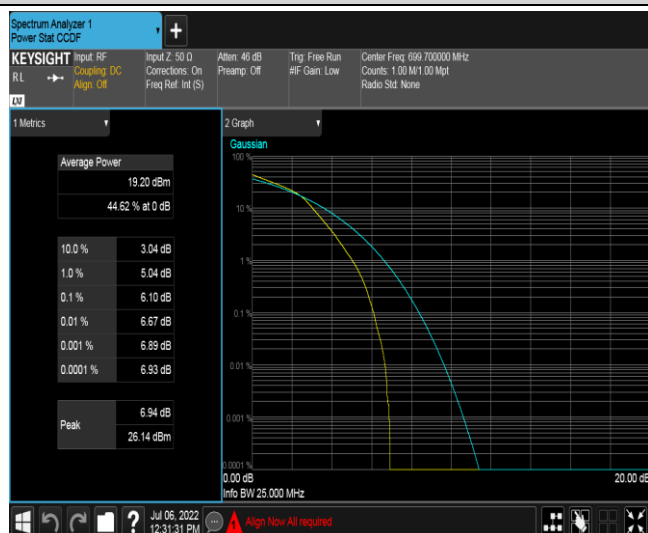 Spectrum Analyzer 1
Power Stat CCDF
+
KEYSIGHT Input: RF Input Z: 50 Ω Atten: 46 dB Trig: Free Run Center Freq: 699.700000 MHz
RL Coupling: DC Corrections: On Preamp: Off #IF Gain: Low Counts: 1.00 M/1.00 Mpt
Align: Off Freq Ref: Int (S) Radio Std: None
LXI
1 Metrics
2 Graph
Average Power
19.20 dBm
44.62 % at 0 dB
10.0 % 3.04 dB
1.0 % 5.04 dB
0.1 % 6.10 dB
0.01 % 6.67 dB
0.001 % 6.89 dB
0.0001 % 6.93 dB
Peak 6.94 dB
26.14 dBm
Gaussian
100 %
10 %
1 %
0.1 %
0.01 %
0.001 %
0.0001 %
0.00 dB 20.00 dB
Info BW 25.000 MHz
? Jul 06, 2022
12:31:31 PM
Align Now All required